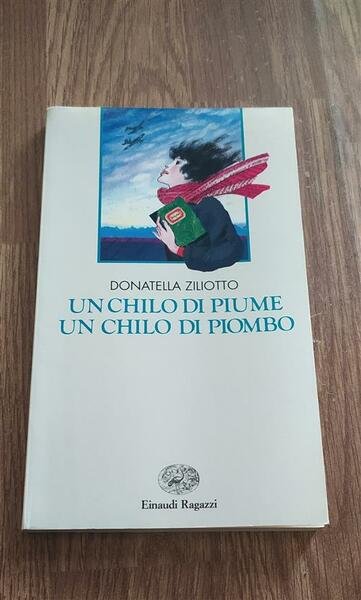 DONATELLA ZILIOTTO
UN CHILO DI PIUME
UN CHILO DI PIOMBO
Einaudi Ragazzi